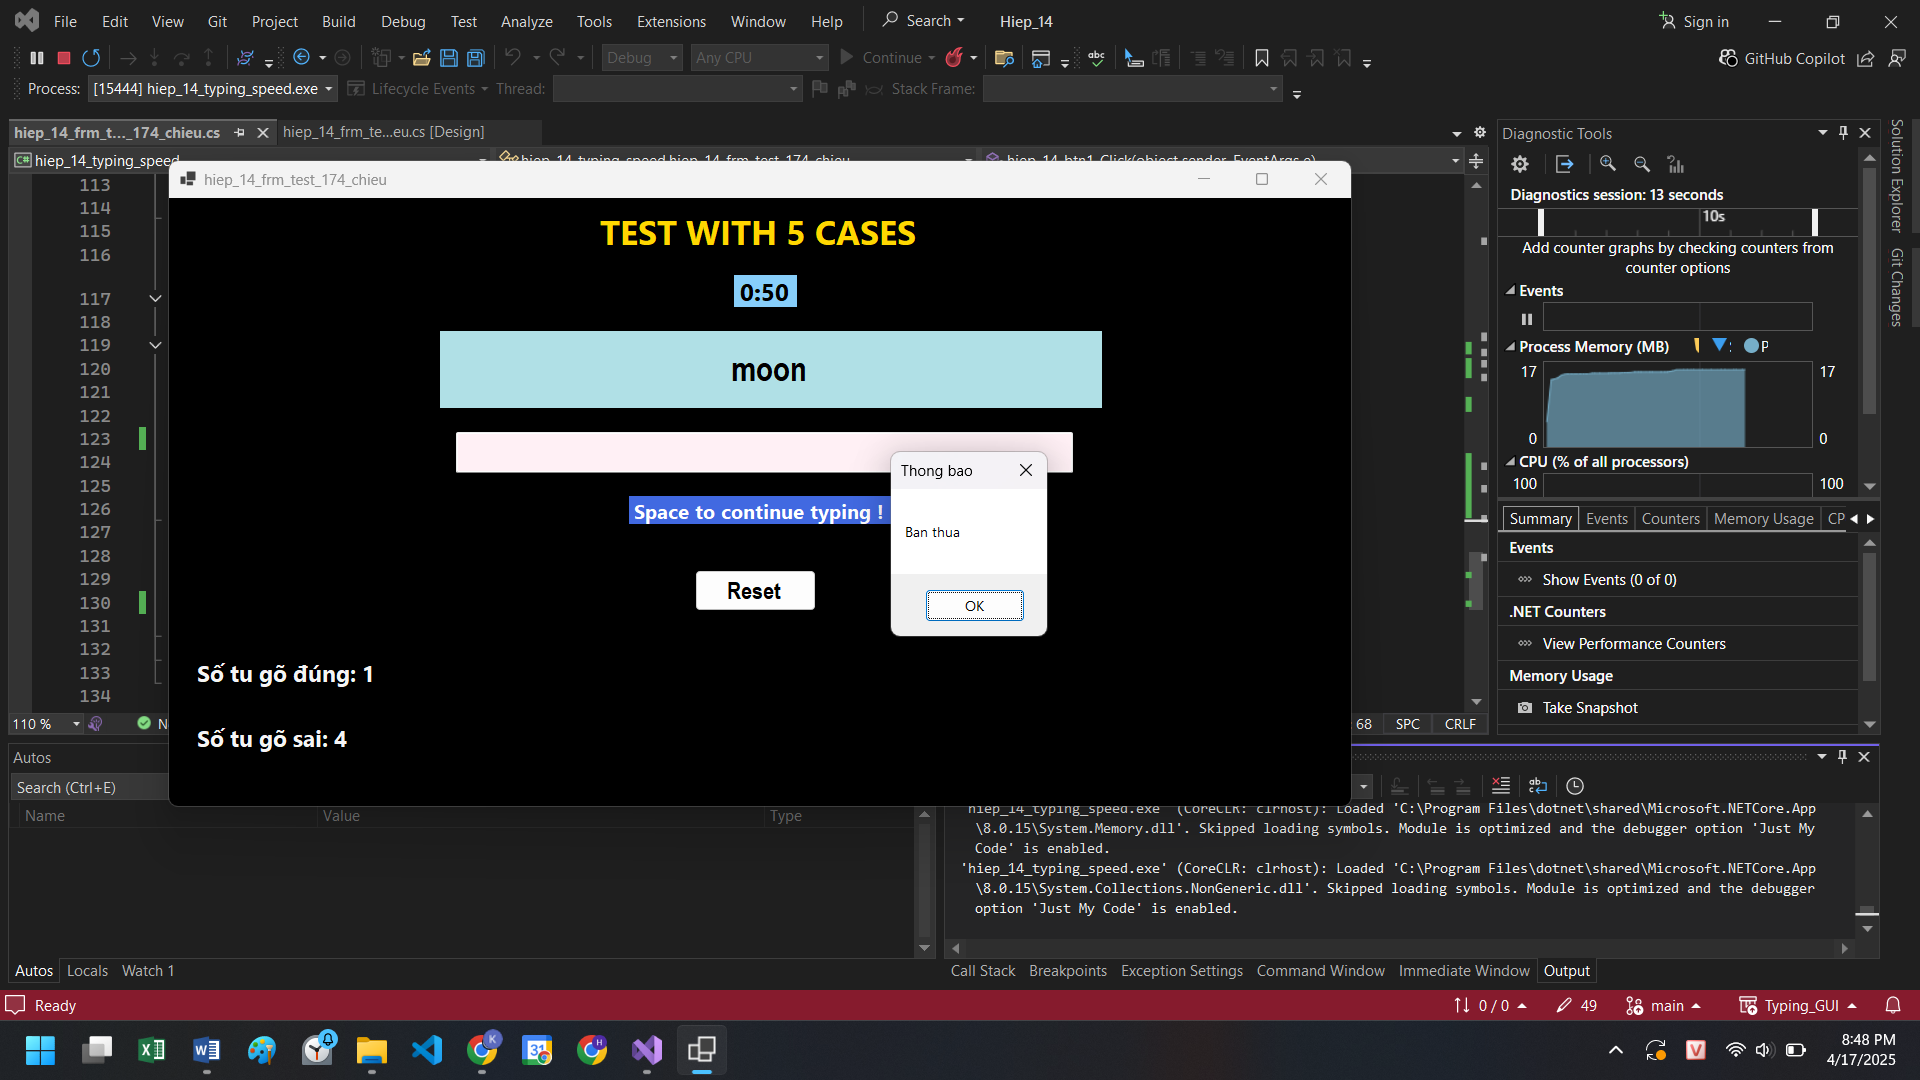 File Edit View Git Project Build Debug Test Analyze Tools Extensions Window Help Search Hiep_14 Sign in
Debug Any CPU Continue abc GitHub Copilot
Process: [15444] hiep_14_typing_speed.exe Lifecycle Events Thread: Stack Frame:
hiep_14_frm_t..._174_chieu.cs hiep_14_frm_te...eu.cs [Design]
C# hiep_14_typing_speed hiep_14_typing_speed.hiep_14_frm_test_174_chieu hiep_14_btn1_Click(object sender, EventArgs e)
113
114
115
116
117
118
119
120
121
122
123
124
125
126
127
128
129
130
131
132
133
134
110 %
68 SPC CRLF
hiep_14_frm_test_174_chieu
TEST WITH 5 CASES
0:50
moon
Space to continue typing !
Reset
Số tu gõ đúng: 1
Số tu gõ sai: 4
Thong bao
Ban thua
OK
Diagnostic Tools
Diagnostics session: 13 seconds
10s
Add counter graphs by checking counters from
counter options
Events
Process Memory (MB) P
17 17
0 0
CPU (% of all processors)
100 100
Summary Events Counters Memory Usage CP
Events
Show Events (0 of 0)
.NET Counters
View Performance Counters
Memory Usage
Take Snapshot
Solution Explorer
Git Changes
Autos
Search (Ctrl+E)
Name Value Type
Autos Locals Watch 1
'hiep_14_typing_speed.exe' (CoreCLR: clrhost): Loaded 'C:\Program Files\dotnet\shared\Microsoft.NETCore.App
\8.0.15\System.Memory.dll'. Skipped loading symbols. Module is optimized and the debugger option 'Just My
Code' is enabled.
'hiep_14_typing_speed.exe' (CoreCLR: clrhost): Loaded 'C:\Program Files\dotnet\shared\Microsoft.NETCore.App
\8.0.15\System.Collections.NonGeneric.dll'. Skipped loading symbols. Module is optimized and the debugger
option 'Just My Code' is enabled.
Call Stack Breakpoints Exception Settings Command Window Immediate Window Output
Ready 0 / 0 49 main Typing_GUI
8:48 PM
4/17/2025